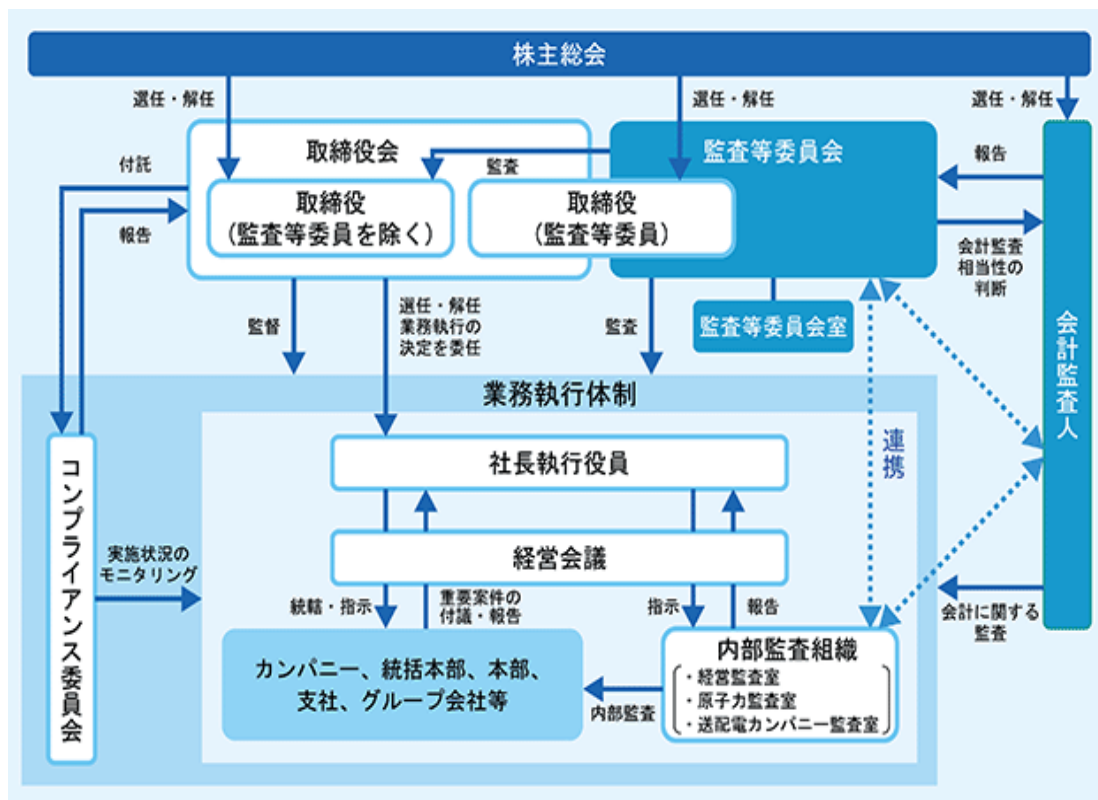 株主総会
選任・解任
選任・解任
選任・解任
取締役会
監査等委員会
付託
報告
監査
報告
取締役
(監査等委員を除く)
取締役
(監査等委員)
会計監査
相当性の
判断
監督
選任・解任
業務執行の
決定を委任
監査
監査等委員会室
会計監査人
業務執行体制
社長執行役員
連携
コンプライアンス委員会
経営会議
実施状況の
モニタリング
統轄・指示
重要案件の
付議・報告
指示
報告
会計に関する
監査
カンパニー、統括本部、本部、
支社、グループ会社等
内部監査
内部監査組織
・経営監査室
・原子力監査室
・送配電カンパニー監査室